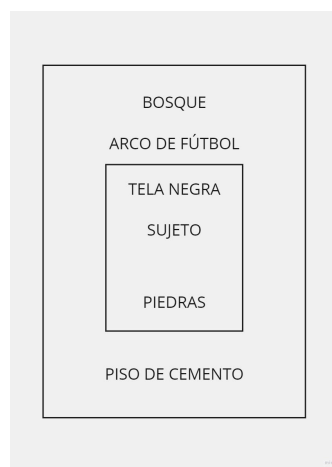 BOSQUE
ARCO DE FÚTBOL
TELA NEGRA
SUJETO
PIEDRAS
PISO DE CEMENTO